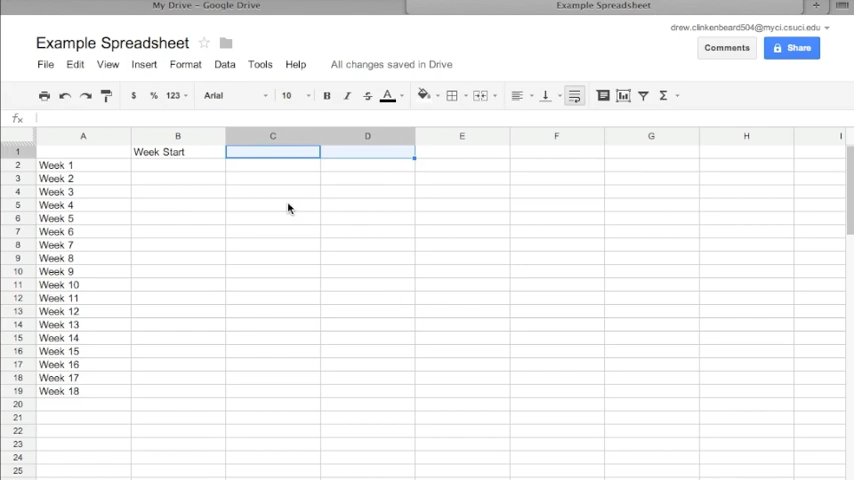 My Drive – Google Drive
Example Spreadsheet
+
drew.clinkenbeard504@myci.csuci.edu
Example Spreadsheet
Comments
Share
File Edit View Insert Format Data Tools Help All changes saved in Drive
$ % 123 Arial 10 B I S A Σ
fx
A B C D E F G H I
1 Week Start
2 Week 1
3 Week 2
4 Week 3
5 Week 4
6 Week 5
7 Week 6
8 Week 7
9 Week 8
10 Week 9
11 Week 10
12 Week 11
13 Week 12
14 Week 13
15 Week 14
16 Week 15
17 Week 16
18 Week 17
19 Week 18
20
21
22
23
24
25